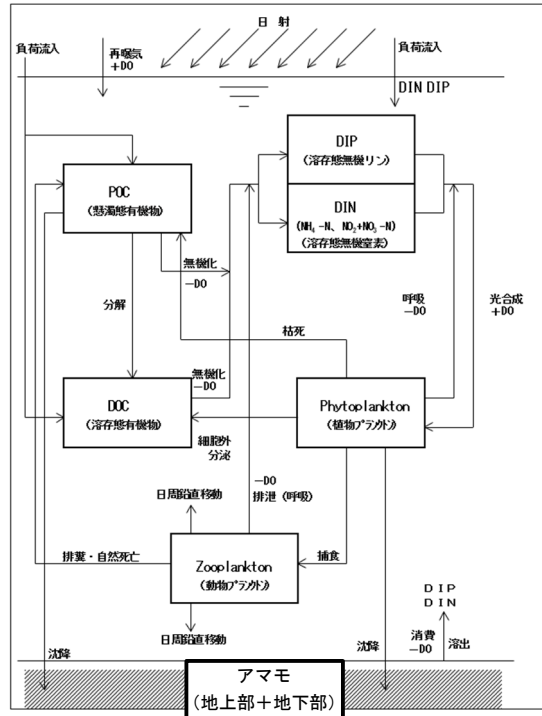 日 射
負荷流入
再曝気
+DO
負荷流入
DIN DIP
DIP
(溶存態無機リン)
POC
(懸濁態有機物)
DIN
(NH₄-N、NO₂+NO₃-N)
(溶存態無機窒素)
無機化
-DO
分解
呼吸
-DO
光合成
+DO
枯死
無機化
-DO
DOC
(溶存態有機物)
Phytoplankton
(植物プランクトン)
細胞外
分泌
-DO
排泄(呼吸)
日周鉛直移動
排糞・自然死亡
捕食
Zooplankton
(動物プランクトン)
DIP
DIN
日周鉛直移動
沈降
沈降
消費
-DO
溶出
アマモ
(地上部+地下部)